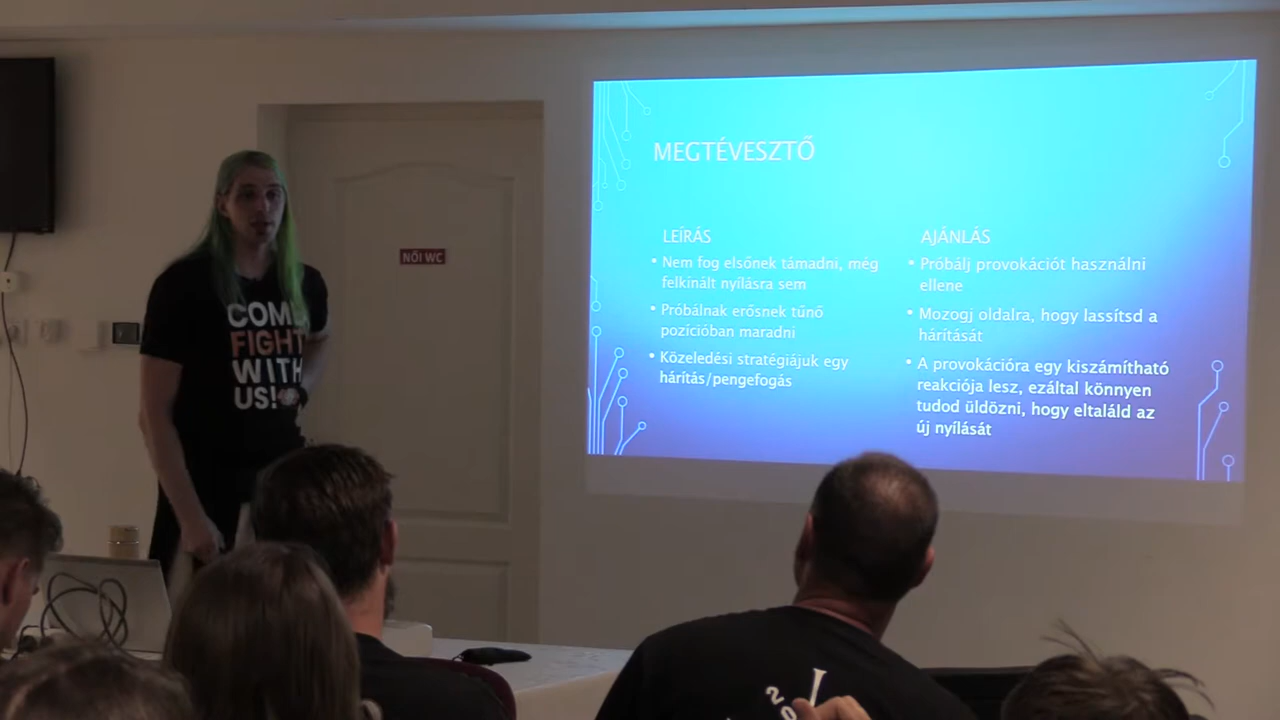 MEGTÉVESZTŐ
LEÍRÁS
• Nem fog elsőnek támadni, még
felkínált nyílásra sem
• Próbálnak erősnek tűnő
pozícióban maradni
• Közeledési stratégiájuk egy
hárítás/pengefogás
AJÁNLÁS
• Próbálj provokációt használni
ellene
• Mozogj oldalra, hogy lassítsd a
hárítását
• A provokációra egy kiszámítható
reakciója lesz, ezáltal könnyen
tudod üldözni, hogy eltaláld az
új nyílását
NŐI WC
COME
FIGHT
WITH
US!